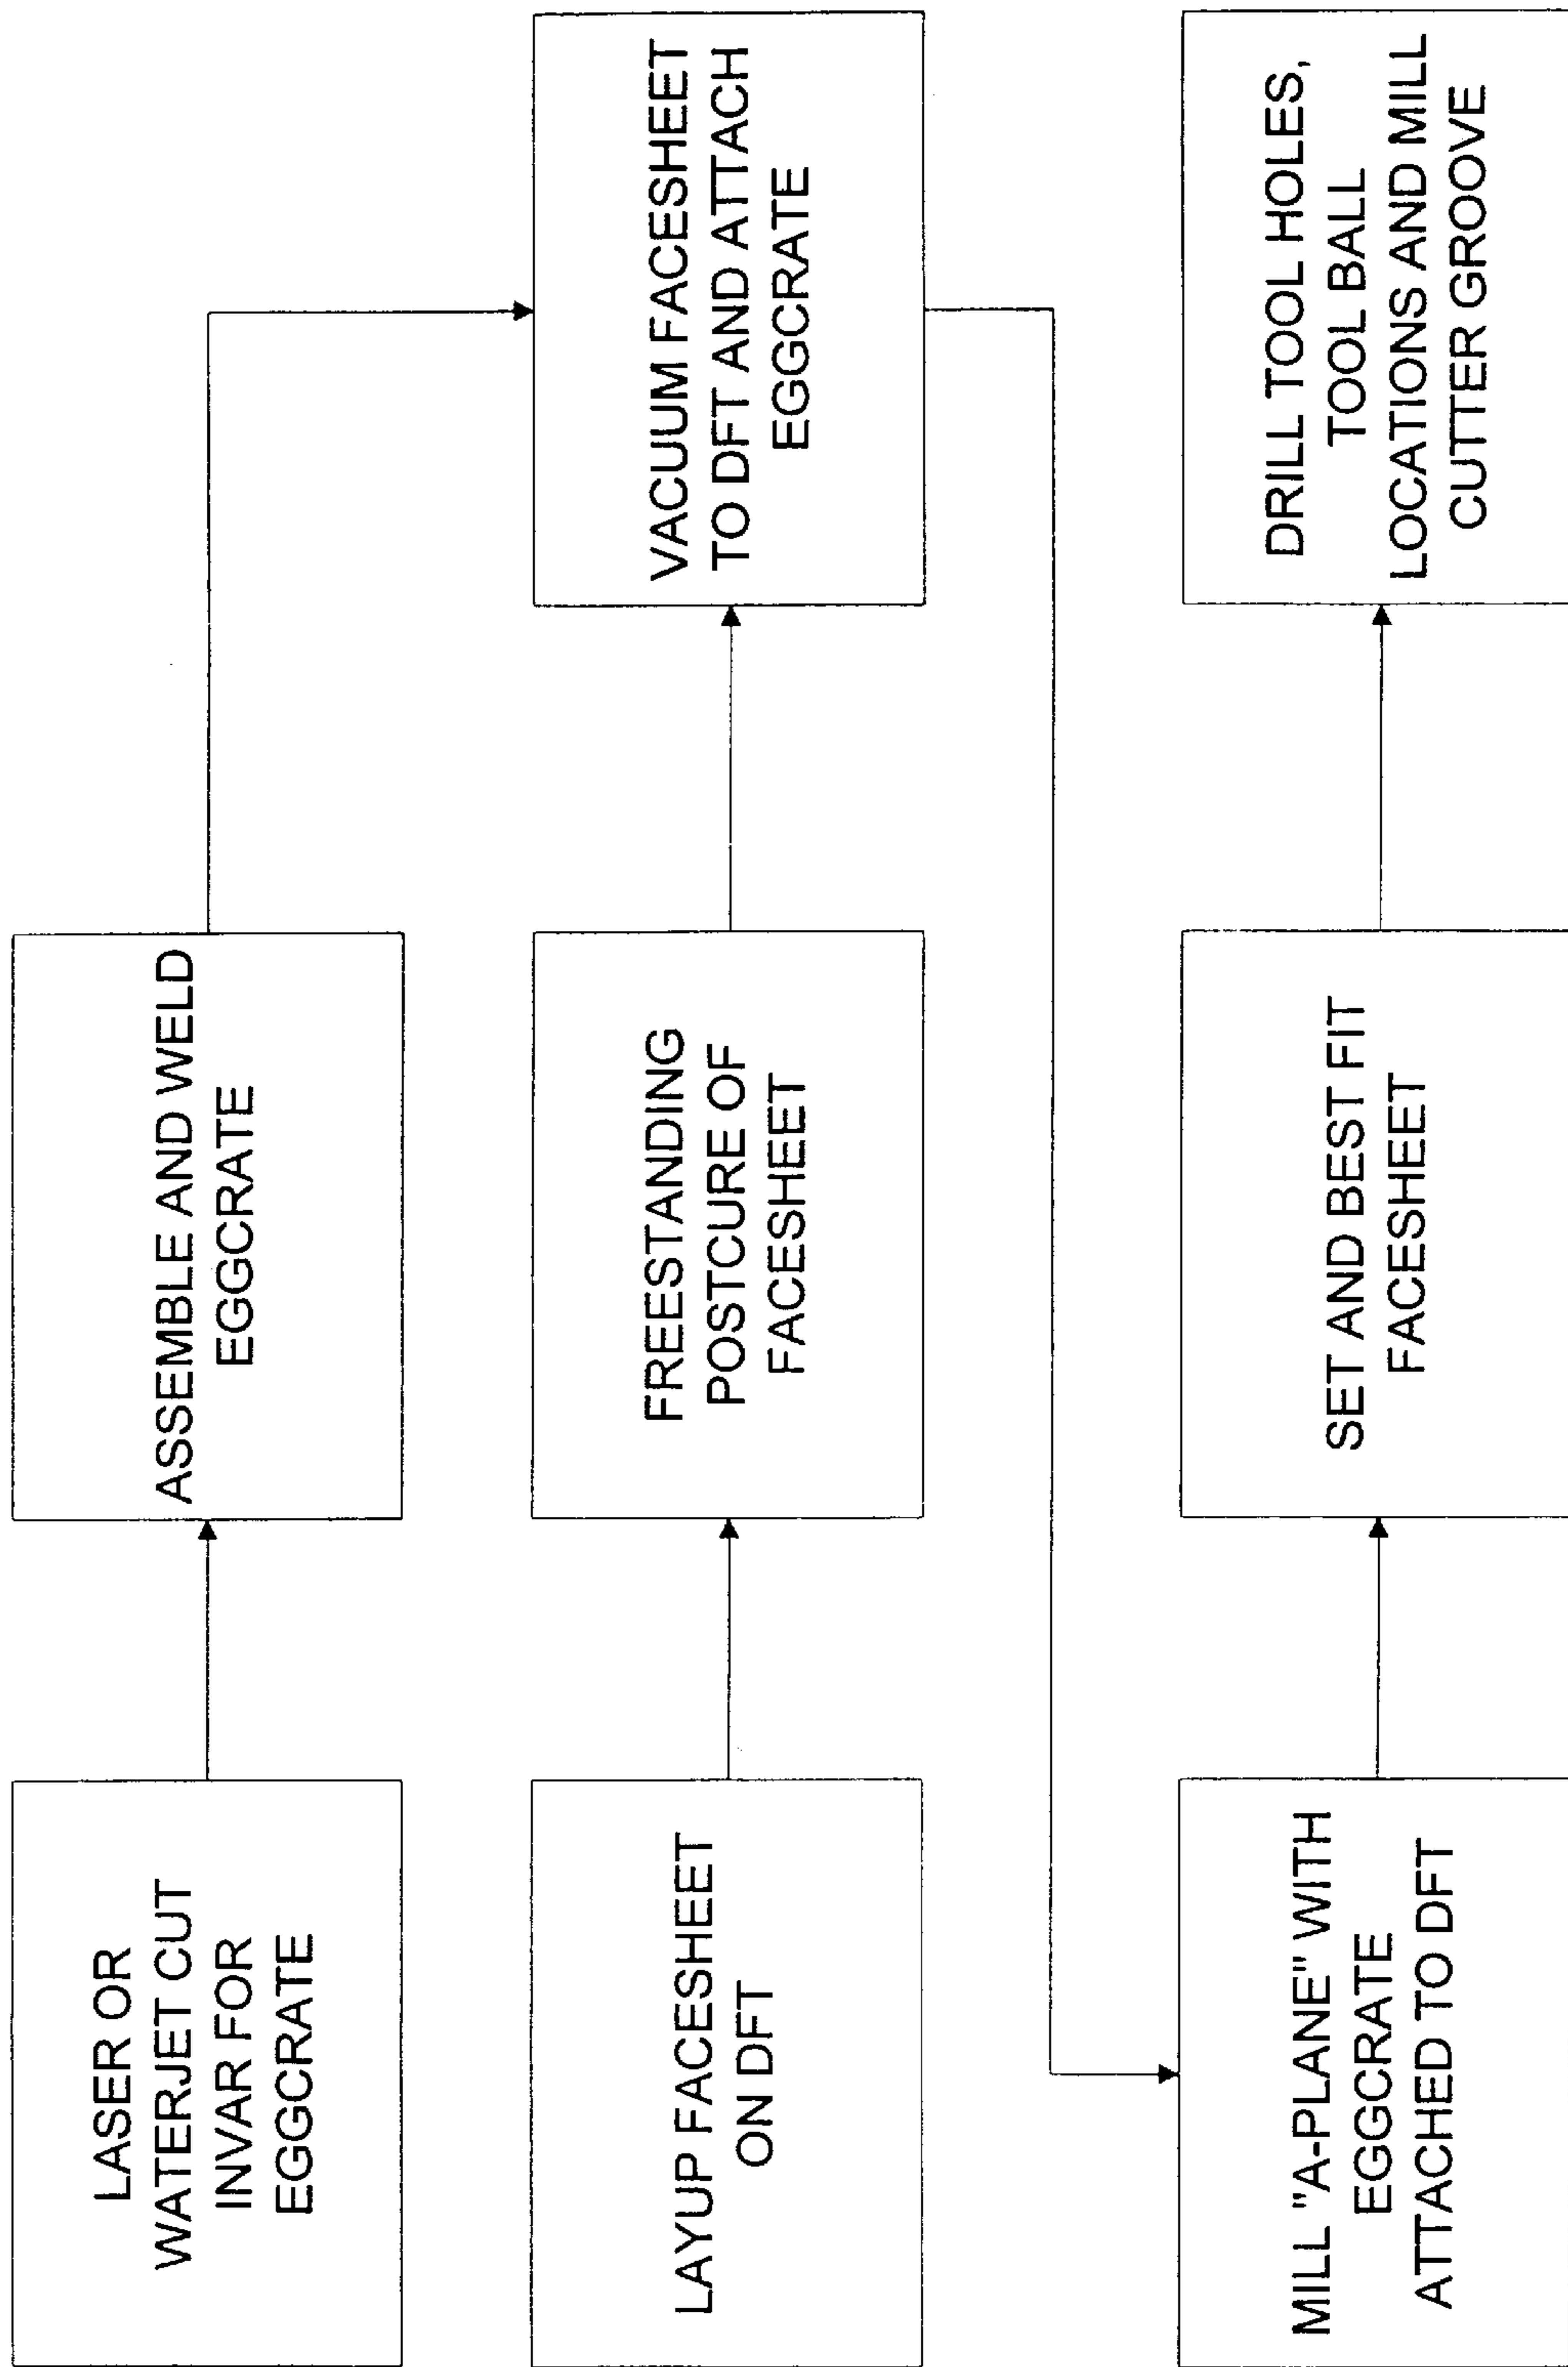 LASER OR
WATERJET CUT
INVAR FOR
EGGCRATE
ASSEMBLE AND WELD
EGGCRATE
LAYUP FACESHEET
ON DFT
FREESTANDING
POSTCURE OF
FACESHEET
VACUUM FACESHEET
TO DFT AND ATTACH
EGGCRATE
MILL "A-PLANE" WITH
EGGCRATE
ATTACHED TO DFT
SET AND BEST FIT
FACESHEET
DRILL TOOL HOLES,
TOOL BALL
LOCATIONS AND MILL
CUTTER GROOVE